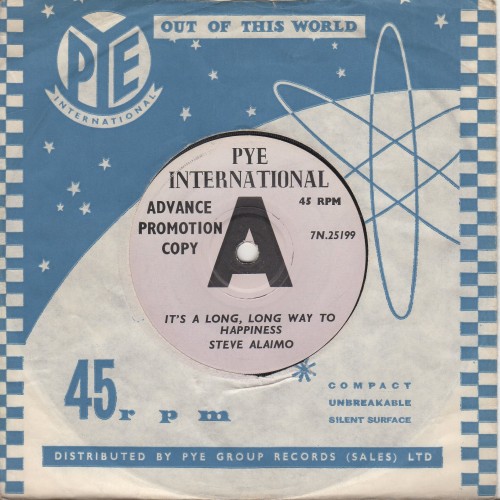 PYE
INTERNATIONAL
OUT OF THIS WORLD
PYE
INTERNATIONAL
ADVANCE
PROMOTION
COPY
A
45 RPM
7N.25199
IT'S A LONG, LONG WAY TO
HAPPINESS
STEVE ALAIMO
45 rpm
COMPACT
UNBREAKABLE
SILENT SURFACE
DISTRIBUTED BY PYE GROUP RECORDS (SALES) LTD